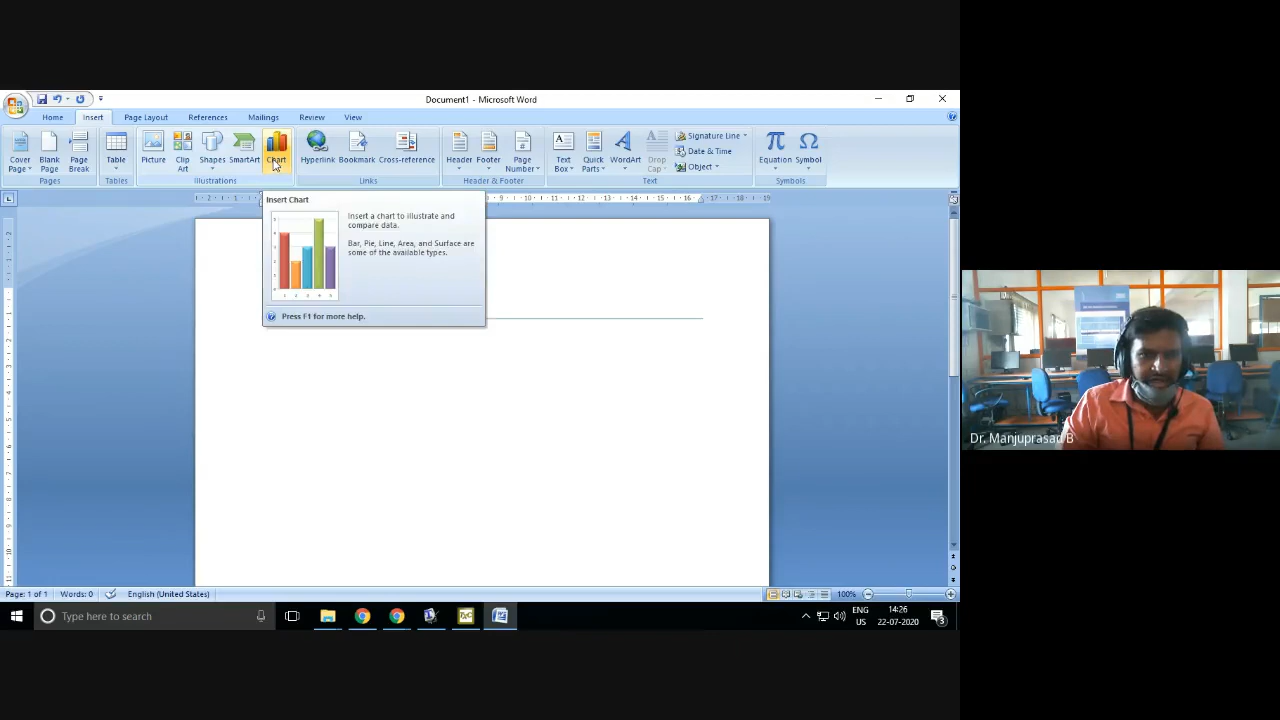 Document1 - Microsoft Word
Home Insert Page Layout References Mailings Review View
Cover Page Blank Page Page Break Table Picture Clip Art Shapes SmartArt Chart Hyperlink Bookmark Cross-reference Header Footer Page Number Text Box Quick Parts WordArt Drop Cap Signature Line Date & Time Object Equation Symbol
Pages Tables Illustrations Links Header & Footer Text Symbols
Insert Chart
Insert a chart to illustrate and
compare data.
Bar, Pie, Line, Area, and Surface are
some of the available types.
Press F1 for more help.
Dr. Manjuprasad B
Page: 1 of 1 Words: 0 English (United States) 100%
Type here to search
ENG
US
14:26
22-07-2020
3